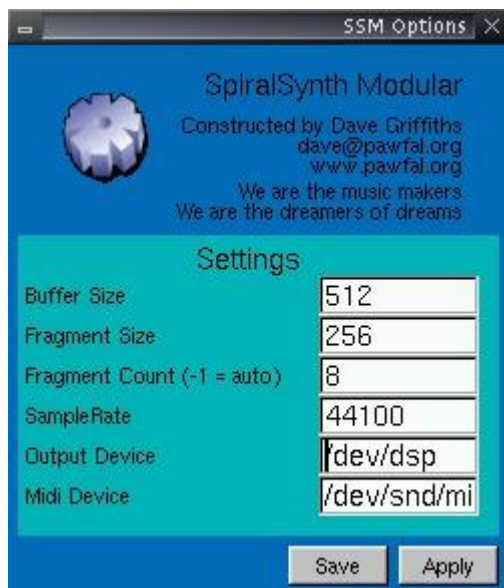 SSM Options
SpiralSynth Modular
Constructed by Dave Griffiths
dave@pawfal.org
www.pawfal.org
We are the music makers
We are the dreamers of dreams
Settings
Buffer Size 512
Fragment Size 256
Fragment Count (-1 = auto) 8
SampleRate 44100
Output Device /dev/dsp
Midi Device /dev/snd/mi
Save Apply